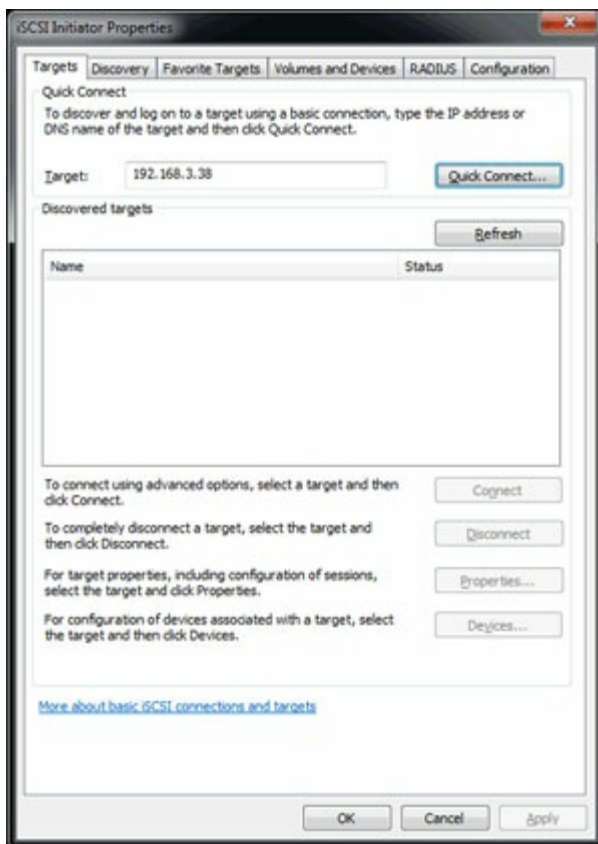 iSCSI Initiator Properties
Targets Discovery Favorite Targets Volumes and Devices RADIUS Configuration
Quick Connect
To discover and log on to a target using a basic connection, type the IP address or
DNS name of the target and then click Quick Connect.
Target: 192.168.3.38 Quick Connect...
Discovered targets
Refresh
Name Status
To connect using advanced options, select a target and then
click Connect.
Connect
To completely disconnect a target, select the target and
then click Disconnect.
Disconnect
For target properties, including configuration of sessions,
select the target and click Properties.
Properties...
For configuration of devices associated with a target, select
the target and then click Devices.
Devices...
More about basic iSCSI connections and targets
OK Cancel Apply